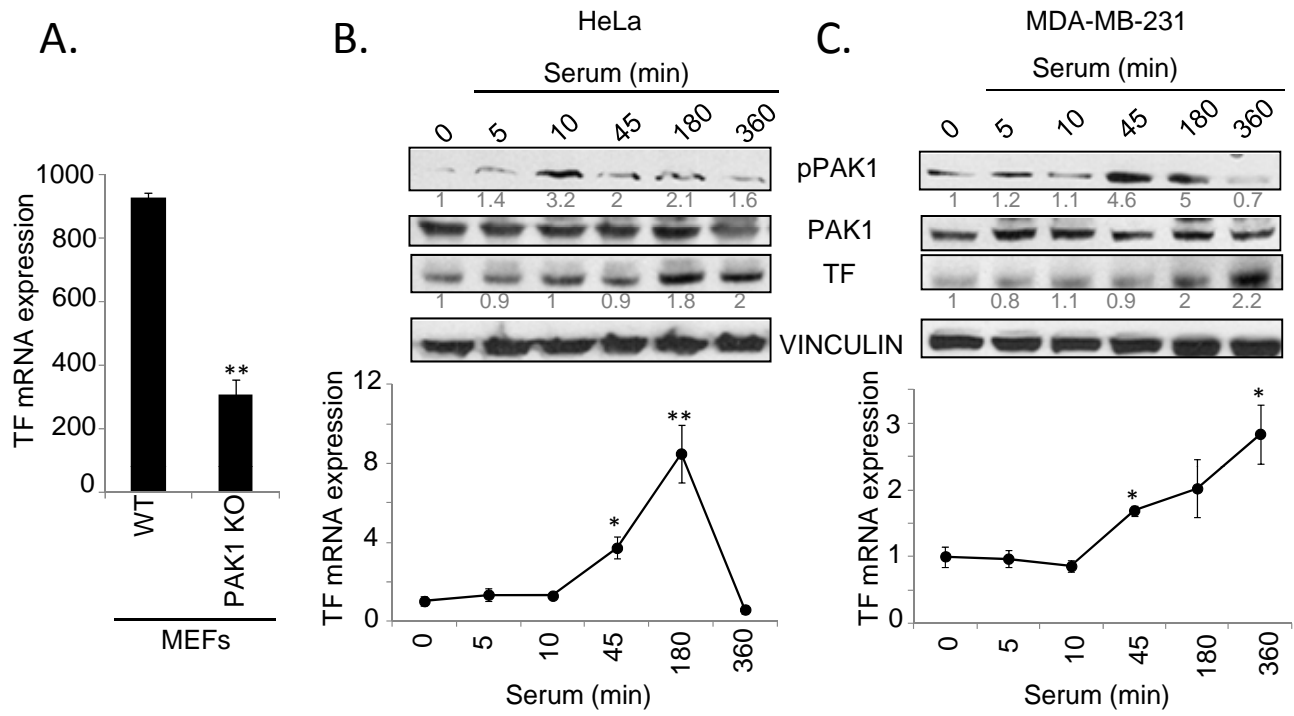 A.
TF mRNA expression
1000
800
600
400
200
0
**
WT
PAK1 KO
MEFs
B.
HeLa
Serum (min)
0 5 10 45 180 360
pPAK1
1 1.4 3.2 2 2.1 1.6
PAK1
TF
1 0.9 1 0.9 1.8 2
VINCULIN
TF mRNA expression
12
8
4
0
* **
0 5 10 45 180 360
Serum (min)
C.
MDA-MB-231
Serum (min)
0 5 10 45 180 360
1 1.2 1.1 4.6 5 0.7
1 0.8 1.1 0.9 2 2.2
TF mRNA expression
3
2
1
0
* *
0 5 10 45 180 360
Serum (min)